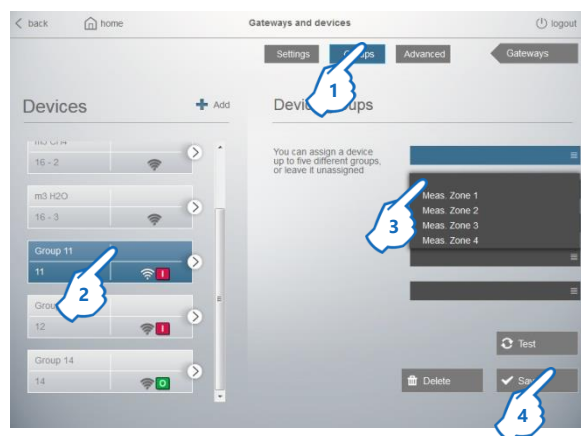 back
home
Gateways and devices
logout
Settings
Advanced
Gateways
1
Devices
Add
16 - 2
m3 H2O
16 - 3
Group 11
11
I
2
12
I
Group 14
14
O
You can assign a device
up to five different groups,
or leave it unassigned
Meas. Zone 1
Meas. Zone 2
Meas. Zone 3
Meas. Zone 4
3
Test
Delete
4